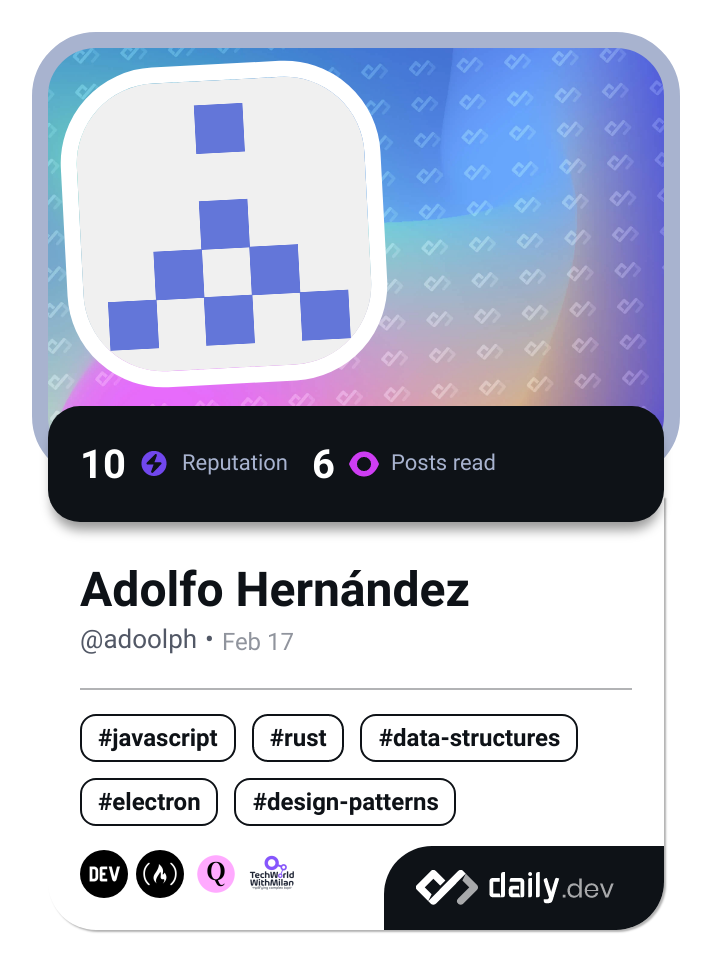 10 Reputation 6 Posts read
Adolfo Hernández
@adoolph • Feb 17
#javascript #rust #data-structures
#electron #design-patterns
DEV Q TechWorld
WithMilan
daily.dev